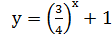 y = (3/4)^x + 1